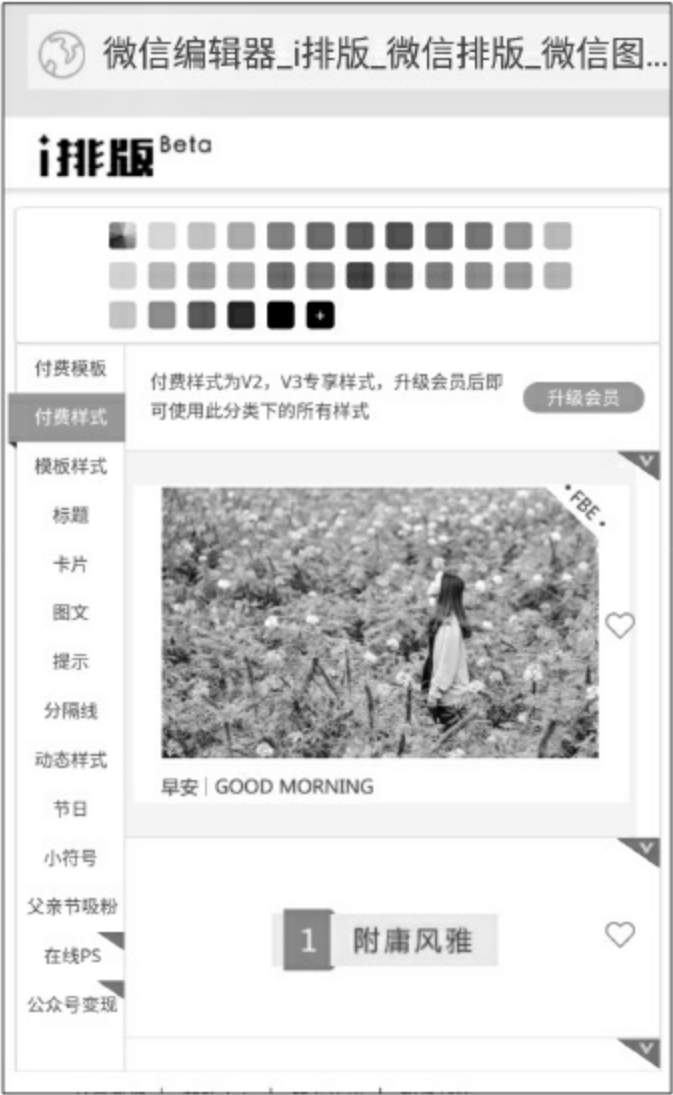 微信编辑器_i排版_微信排版_微信图...
i排版Beta
+
付费模板
付费样式
模板样式
标题
卡片
图文
提示
分隔线
动态样式
节日
小符号
父亲节吸粉
在线PS
公众号变现
付费样式为V2，V3专享样式，升级会员后即
可使用此分类下的所有样式
升级会员
V
• FBE •
早安 | GOOD MORNING
V
1 附庸风雅
V